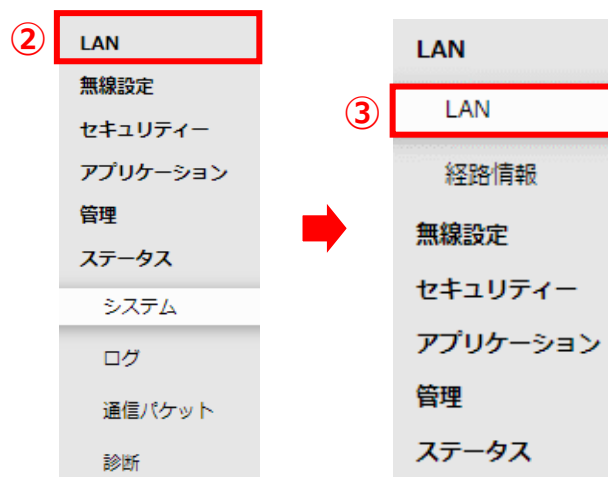 ②
LAN
無線設定
セキュリティー
アプリケーション
管理
ステータス
システム
ログ
通信パケット
診断
③
LAN
LAN
経路情報
無線設定
セキュリティー
アプリケーション
管理
ステータス